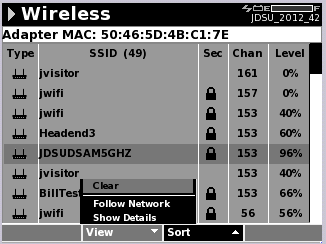 Wireless
JDSU_2012_42
Adapter MAC: 50:46:5D:4B:C1:7E
Type SSID (49) Sec Chan Level
jvisitor 161 0%
jwifi 157 0%
jwifi 153 40%
Headend3 153 60%
JDSUDSAM5GHZ 153 96%
jvisitor 153 40%
BillTest 153 66%
jwifi 56 56%
Clear
Follow Network
Show Details
View Sort